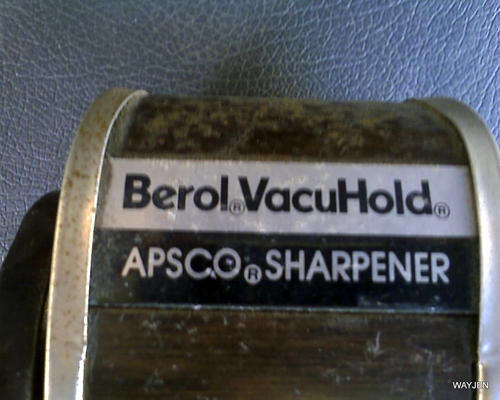 Berol® VacuHold®
APSCO® SHARPENER
WAYJEN